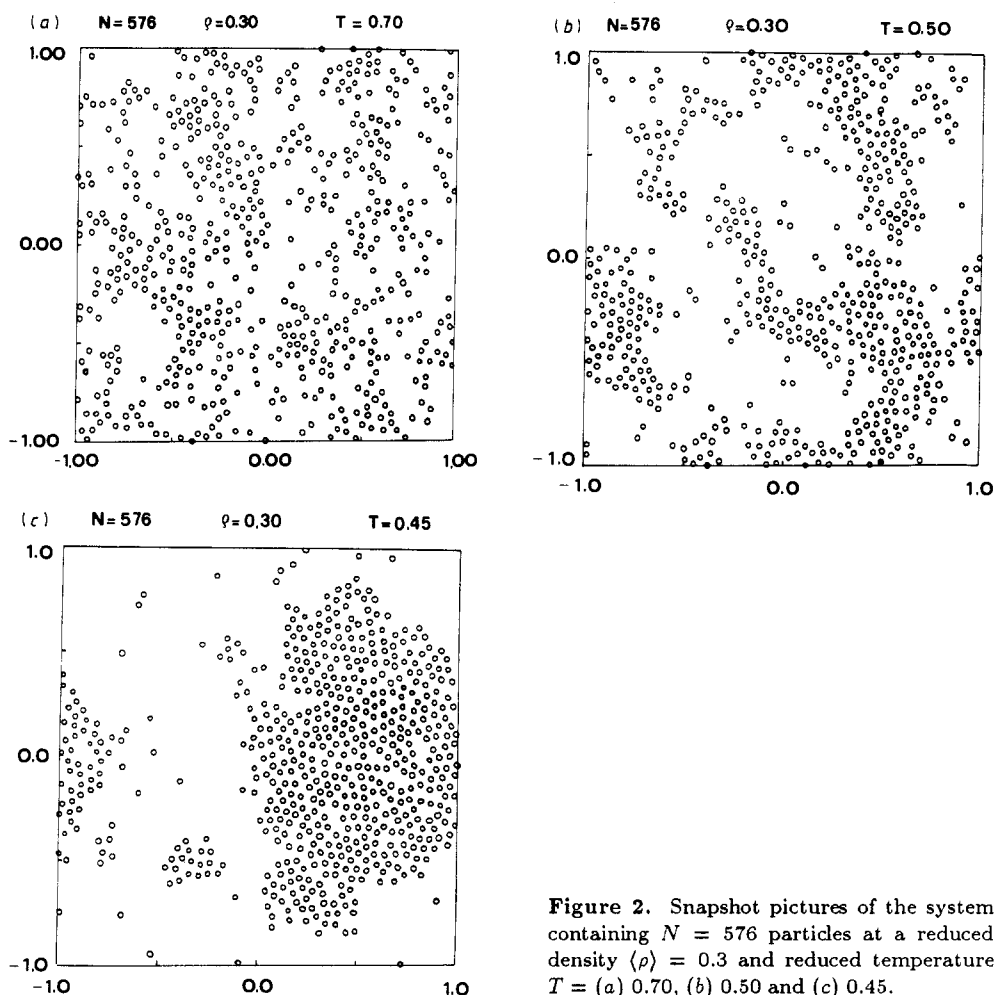 (a) N=576 ρ=0.30 T=0.70
1.00
0.00
-1.00
-1.00 0.00 1.00
(b) N=576 ρ=0.30 T=0.50
1.0
0.0
-1.0
-1.0 0.0 1.0
(c) N=576 ρ=0.30 T=0.45
1.0
0.0
-1.0
0.0 1.0
Figure 2. Snapshot pictures of the system
containing N = 576 particles at a reduced
density ⟨ρ⟩ = 0.3 and reduced temperature
T = (a) 0.70, (b) 0.50 and (c) 0.45.